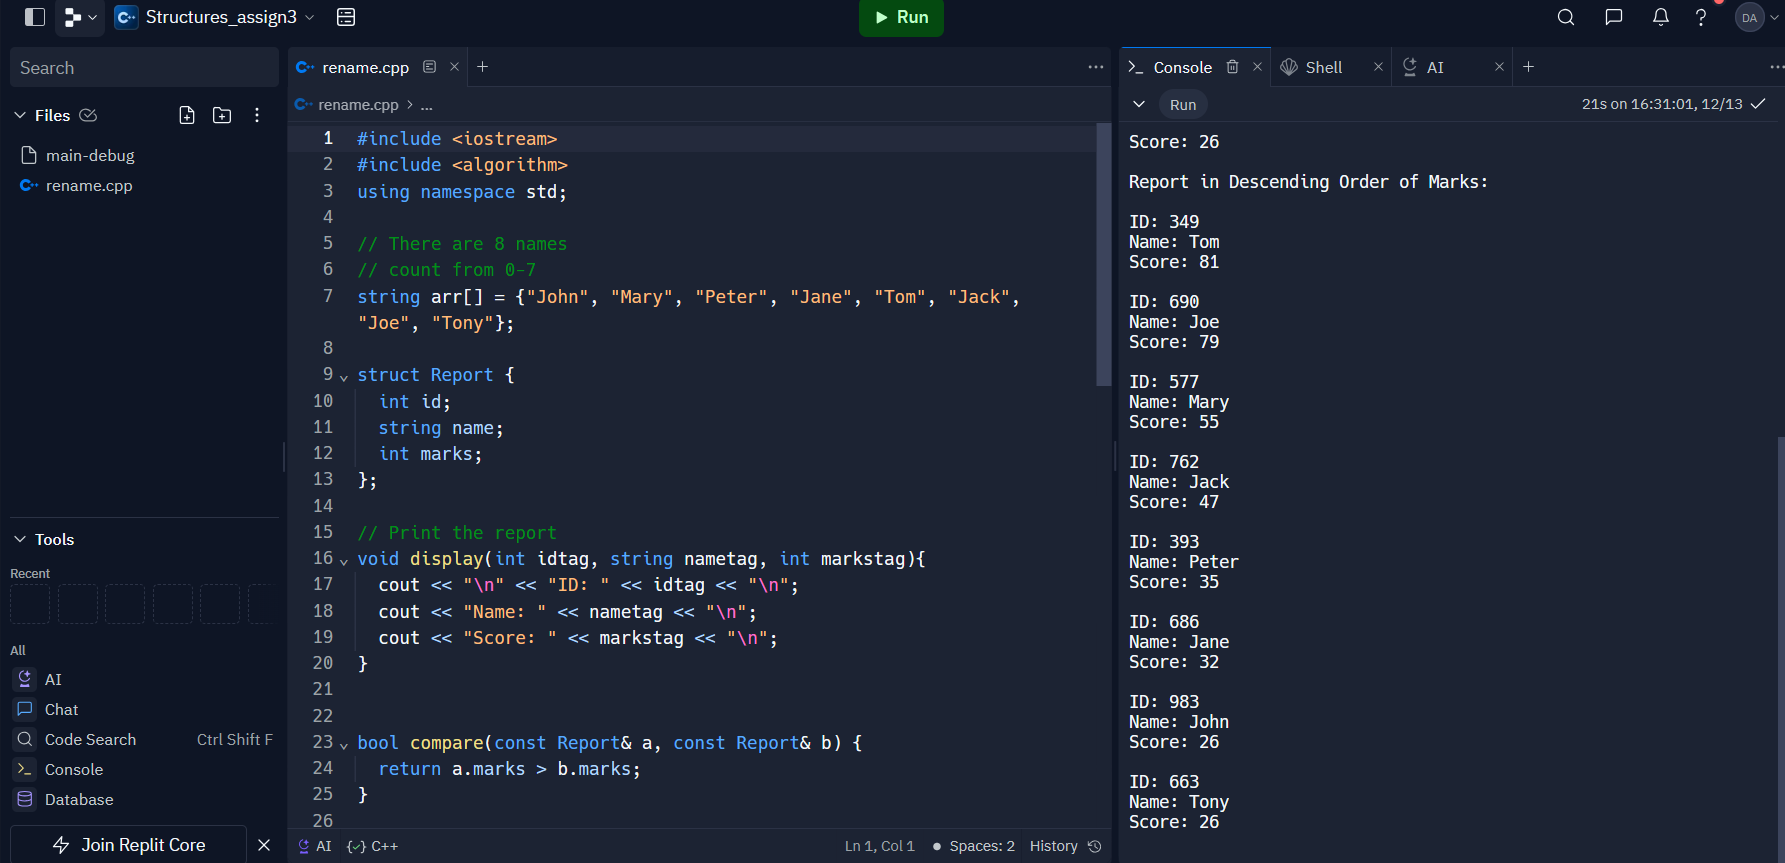 Structures_assign3
Run
DA
Search
Files
main-debug
rename.cpp
Tools
Recent
All
AI
Chat
Code Search Ctrl Shift F
Console
Database
Join Replit Core
rename.cpp
rename.cpp > ...
1 #include <iostream>
2 #include <algorithm>
3 using namespace std;
4
5 // There are 8 names
6 // count from 0-7
7 string arr[] = {"John", "Mary", "Peter", "Jane", "Tom", "Jack",
"Joe", "Tony"};
8
9 struct Report {
10 int id;
11 string name;
12 int marks;
13 };
14
15 // Print the report
16 void display(int idtag, string nametag, int markstag){
17 cout << "\n" << "ID: " << idtag << "\n";
18 cout << "Name: " << nametag << "\n";
19 cout << "Score: " << markstag << "\n";
20 }
21
22
23 bool compare(const Report& a, const Report& b) {
24 return a.marks > b.marks;
25 }
26
AI {✓} C++ Ln 1, Col 1 ● Spaces: 2 History
Console Shell AI
Run 21s on 16:31:01, 12/13
Score: 26
Report in Descending Order of Marks:
ID: 349
Name: Tom
Score: 81
ID: 690
Name: Joe
Score: 79
ID: 577
Name: Mary
Score: 55
ID: 762
Name: Jack
Score: 47
ID: 393
Name: Peter
Score: 35
ID: 686
Name: Jane
Score: 32
ID: 983
Name: John
Score: 26
ID: 663
Name: Tony
Score: 26